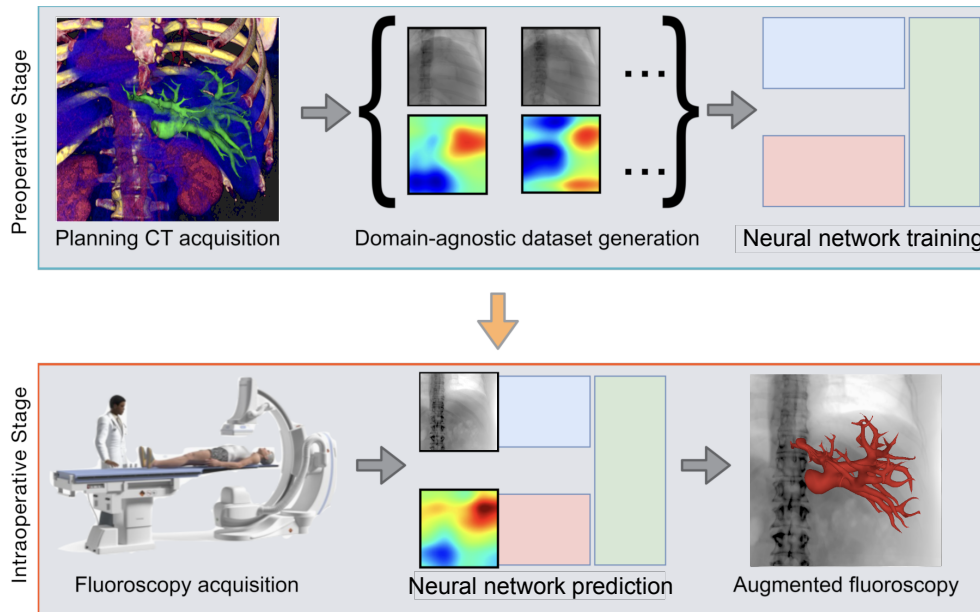 Preoperative Stage
Planning CT acquisition
Domain-agnostic dataset generation
Neural network training
Intraoperative Stage
Fluoroscopy acquisition
Neural network prediction
Augmented fluoroscopy